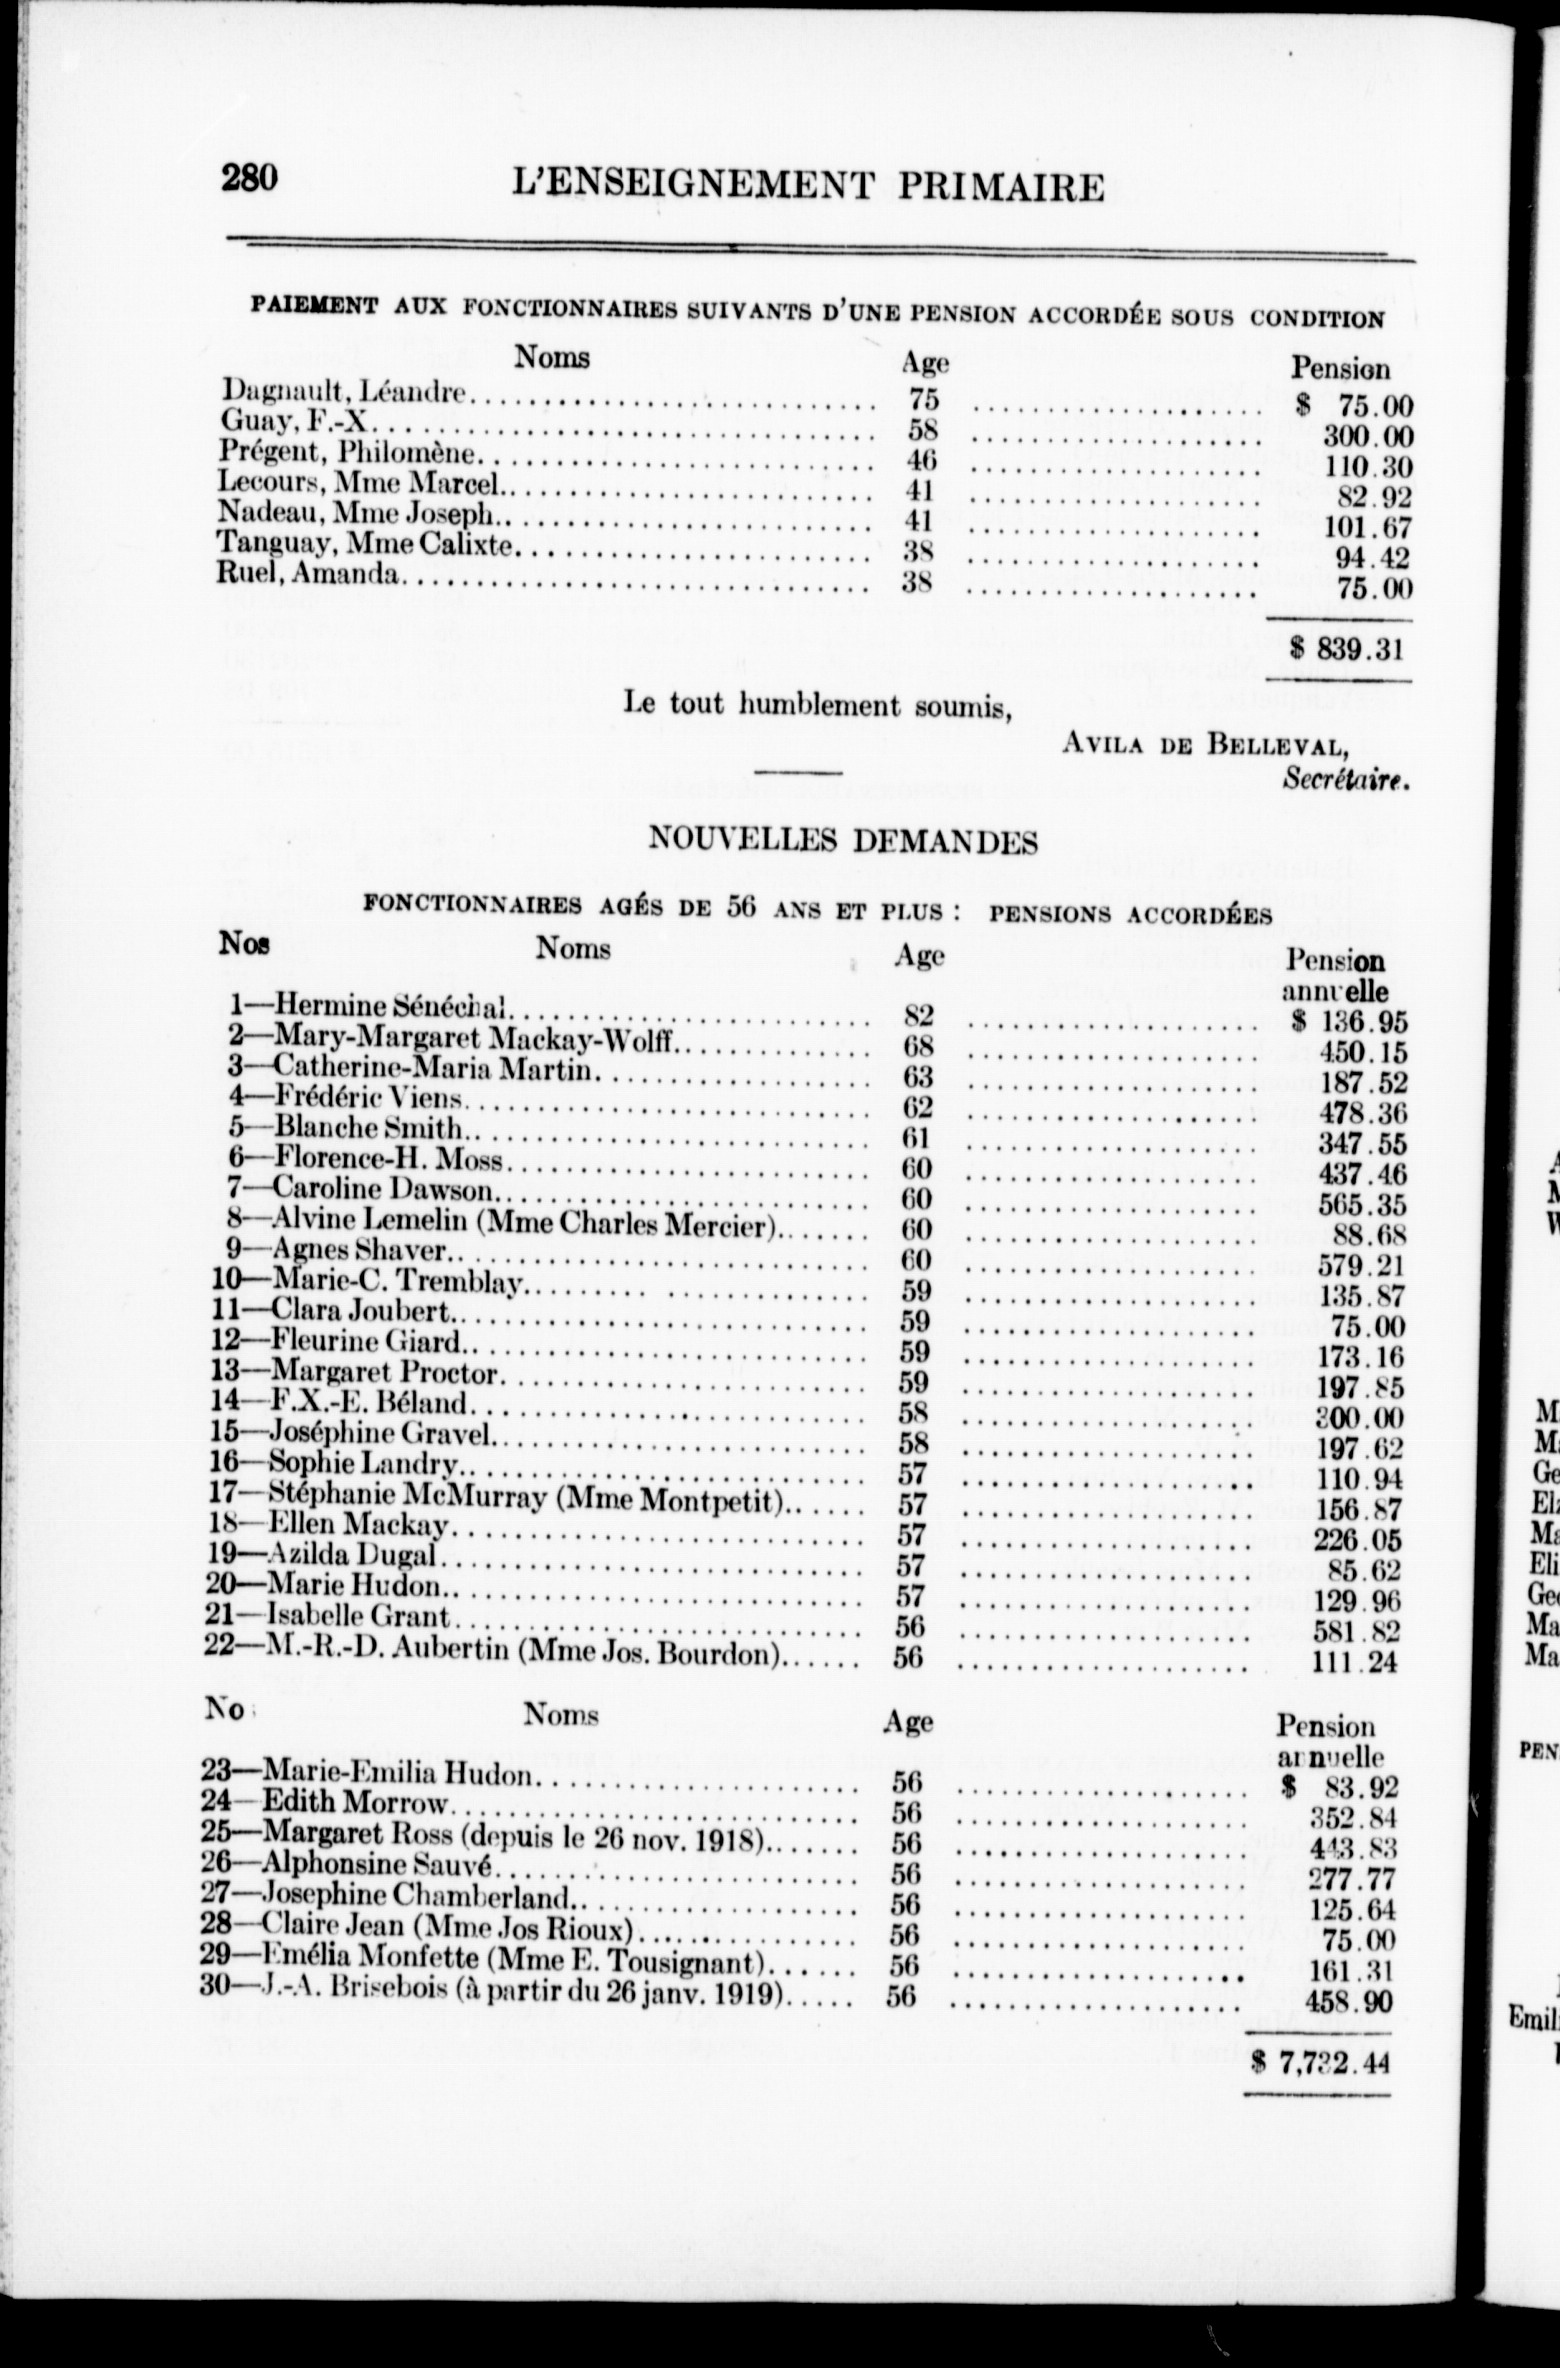 280 L'ENSEIGNEMENT PRIMAIRE
PAIEMENT AUX FONCTIONNAIRES SUIVANTS D'UNE PENSION ACCORDÉE SOUS CONDITION
Noms Age Pension
Dagnault, Léandre 75 $ 75.00
Guay, F.-X. 58 300.00
Prégent, Philomène 46 110.30
Lecours, Mme Marcel 41 82.92
Nadeau, Mme Joseph 41 101.67
Tanguay, Mme Calixte 38 94.42
Ruel, Amanda 38 75.00
$ 839.31
Le tout humblement soumis,
AVILA DE BELLEVAL,
Secrétaire.
NOUVELLES DEMANDES
FONCTIONNAIRES AGÉS DE 56 ANS ET PLUS : PENSIONS ACCORDÉES
Nos Noms Age Pension
annuelle
1—Hermine Sénéchal 82 $ 136.95
2—Mary-Margaret Mackay-Wolff 68 450.15
3—Catherine-Maria Martin 63 187.52
4—Frédéric Viens 62 478.36
5—Blanche Smith 61 347.55
6—Florence-H. Moss 60 437.46
7—Caroline Dawson 60 565.35
8—Alvine Lemelin (Mme Charles Mercier) 60 88.68
9—Agnes Shaver 60 579.21
10—Marie-C. Tremblay 59 135.87
11—Clara Joubert 59 75.00
12—Fleurine Giard 59 173.16
13—Margaret Proctor 59 197.85
14—F.X.-E. Béland 58 300.00
15—Joséphine Gravel 58 197.62
16—Sophie Landry 57 110.94
17—Stéphanie McMurray (Mme Montpetit) 57 156.87
18—Ellen Mackay 57 226.05
19—Azilda Dugal 57 85.62
20—Marie Hudon 57 129.96
21—Isabelle Grant 56 581.82
22—M.-R.-D. Aubertin (Mme Jos. Bourdon) 56 111.24
No Noms Age Pension
annuelle
23—Marie-Emilia Hudon 56 $ 83.92
24—Edith Morrow 56 352.84
25—Margaret Ross (depuis le 26 nov. 1918) 56 443.83
26—Alphonsine Sauvé 56 277.77
27—Josephine Chamberland 56 125.64
28—Claire Jean (Mme Jos Rioux) 56 75.00
29—Emélia Monfette (Mme E. Tousignant) 56 161.31
30—J.-A. Brisebois (à partir du 26 janv. 1919) 56 458.90
$ 7,732.44